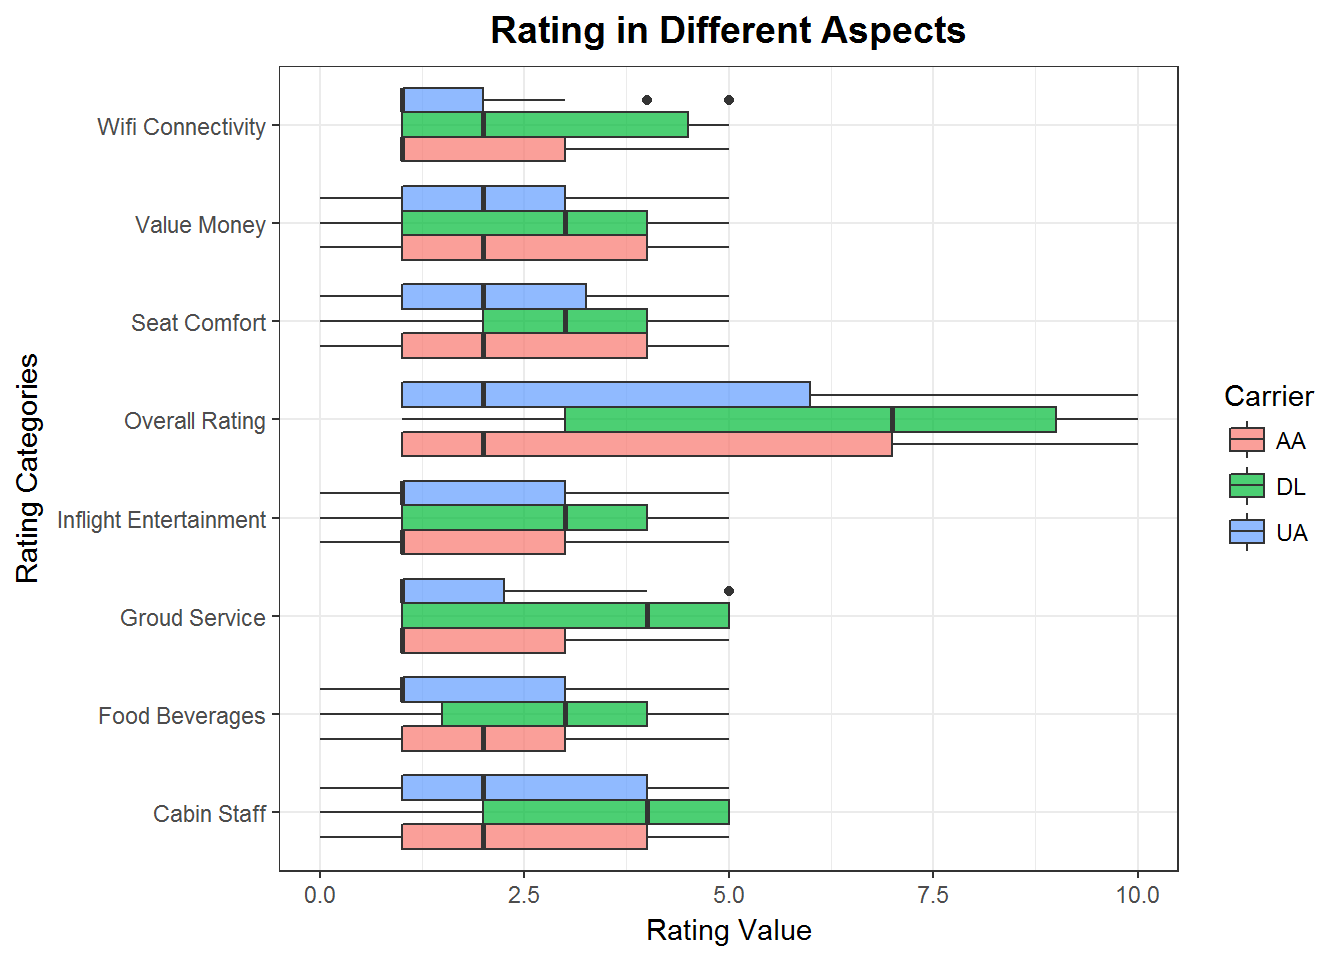 Rating in Different Aspects
Rating Categories
Wifi Connectivity
Value Money
Seat Comfort
Overall Rating
Inflight Entertainment
Groud Service
Food Beverages
Cabin Staff
0.0 2.5 5.0 7.5 10.0
Rating Value
Carrier
AA
DL
UA